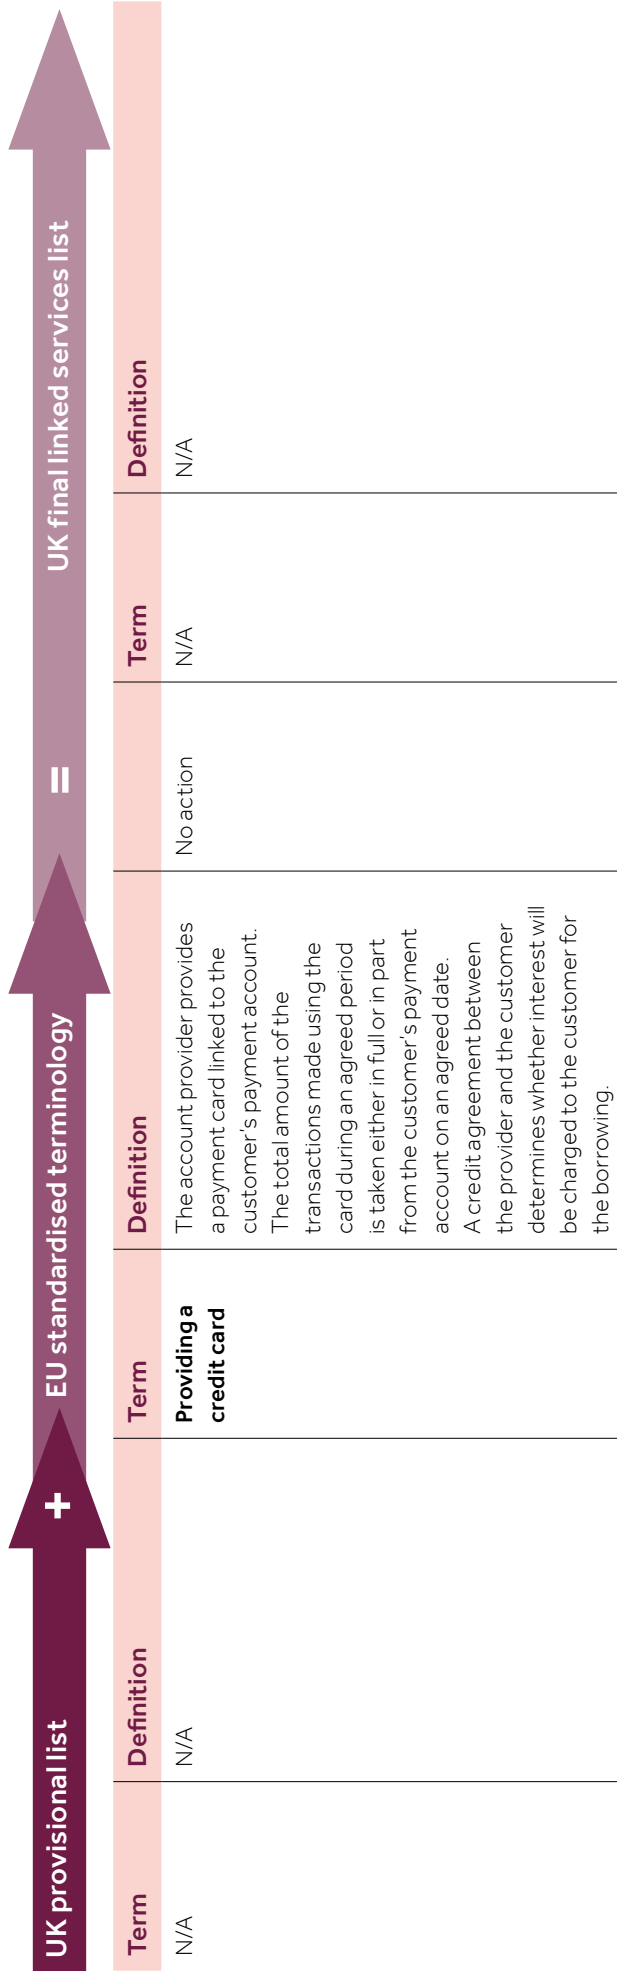 UK provisional list + EU standardised terminology = UK final linked services list
Term Definition Term Definition Term Definition
N/A N/A Providing a The account provider provides No action N/A N/A
credit card a payment card linked to the
customer's payment account.
The total amount of the
transactions made using the
card during an agreed period
is taken either in full or in part
from the customer's payment
account on an agreed date.
A credit agreement between
the provider and the customer
determines whether interest will
be charged to the customer for
the borrowing.